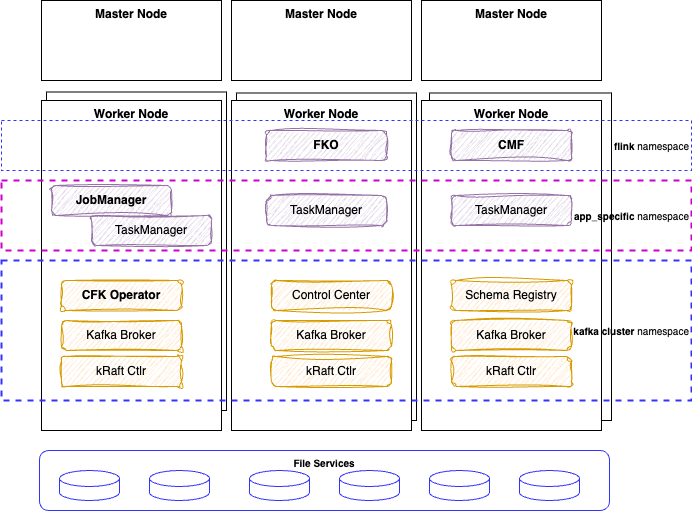 Master Node
Master Node
Master Node
Worker Node
Worker Node
Worker Node
FKO
CMF
flink namespace
JobManager
TaskManager
TaskManager
TaskManager
app_specific namespace
CFK Operator
Control Center
Schema Registry
Kafka Broker
Kafka Broker
Kafka Broker
kafka cluster namespace
kRaft Ctlr
kRaft Ctlr
kRaft Ctlr
File Services